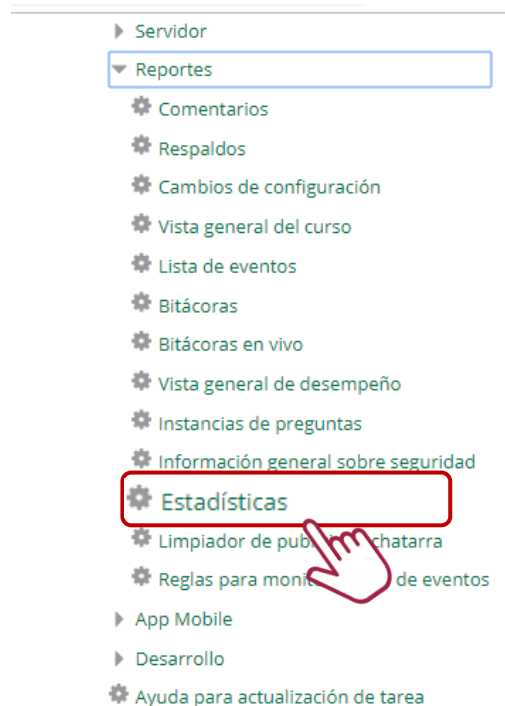 Servidor
Reportes
Comentarios
Respaldos
Cambios de configuración
Vista general del curso
Lista de eventos
Bitácoras
Bitácoras en vivo
Vista general de desempeño
Instancias de preguntas
Información general sobre seguridad
Estadísticas
Limpiador de chatarra
Reglas para de eventos
App Mobile
Desarrollo
Ayuda para actualización de tarea